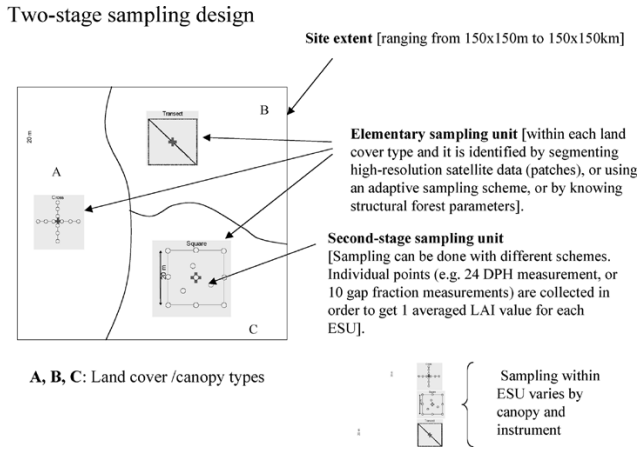 Two-stage sampling design
Site extent [ranging from 150x150m to 150x150km]
B
Transect
20 m
Elementary sampling unit [within each land
cover type and it is identified by segmenting
high-resolution satellite data (patches), or using
an adaptive sampling scheme, or by knowing
structural forest parameters].
A
Cross
Second-stage sampling unit
[Sampling can be done with different schemes.
Individual points (e.g. 24 DPH measurement, or
10 gap fraction measurements) are collected in
order to get 1 averaged LAI value for each
ESU].
Square
20 m
C
A, B, C: Land cover /canopy types
Sampling within
ESU varies by
canopy and
instrument